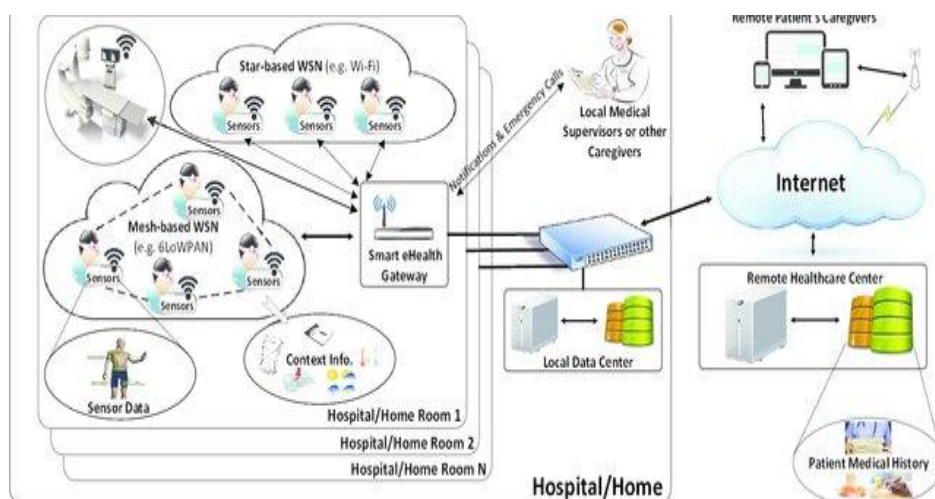 Remote Patient's Caregivers
Star-based WSN (e.g. Wi-Fi)
Sensors
Sensors
Sensors
Notifications & Emergency Calls
Local Medical
Supervisors or other
Caregivers
Internet
Sensors
Mesh-based WSN
(e.g. 6LoWPAN)
Sensors
Sensors
Sensors
Smart eHealth
Gateway
Remote Healthcare Center
Local Data Center
Context Info.
Sensor Data
Hospital/Home Room 1
Hospital/Home Room 2
Hospital/Home Room N
Patient Medical History
Hospital/Home